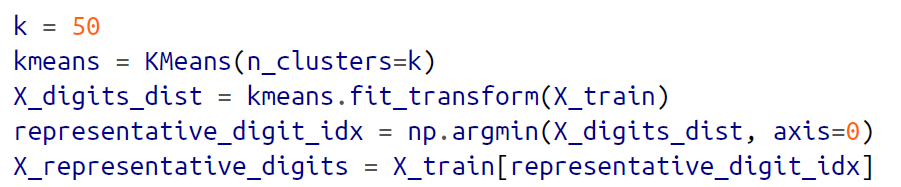 k = 50
kmeans = KMeans(n_clusters=k)
X_digits_dist = kmeans.fit_transform(X_train)
representative_digit_idx = np.argmin(X_digits_dist, axis=0)
X_representative_digits = X_train[representative_digit_idx]